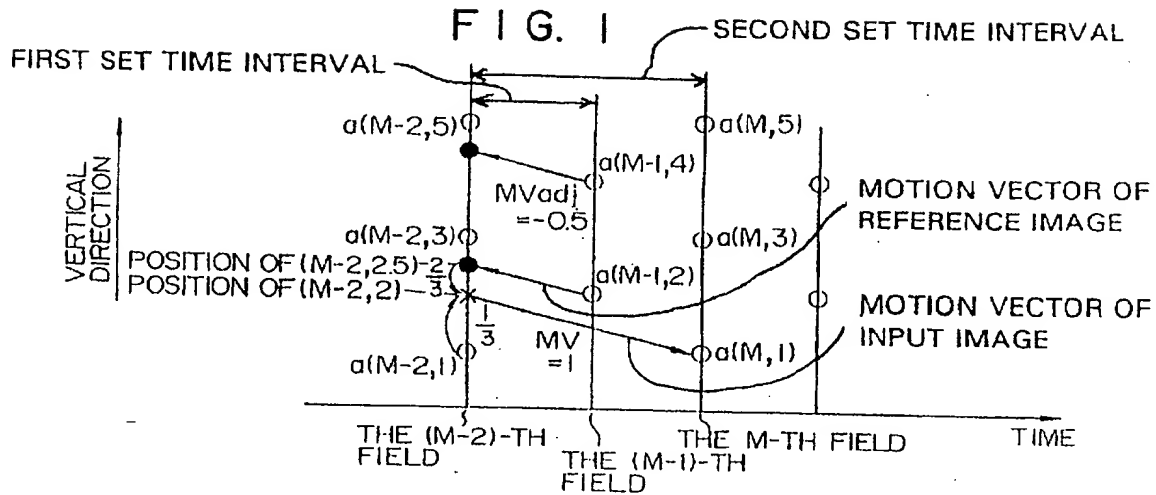 FIG. 1
SECOND SET TIME INTERVAL
FIRST SET TIME INTERVAL
a(M-2,5)
a(M,5)
a(M-1,4)
MVadj
=-0.5
MOTION VECTOR OF
REFERENCE IMAGE
VERTICAL
DIRECTION
a(M-2,3)
a(M,3)
POSITION OF (M-2,2.5)
2/3
a(M-1,2)
POSITION OF (M-2,2)
1/3
MV
=1
MOTION VECTOR OF
INPUT IMAGE
a(M-2,1)
a(M,1)
THE (M-2)-TH
FIELD
THE (M-1)-TH
FIELD
THE M-TH FIELD
TIME